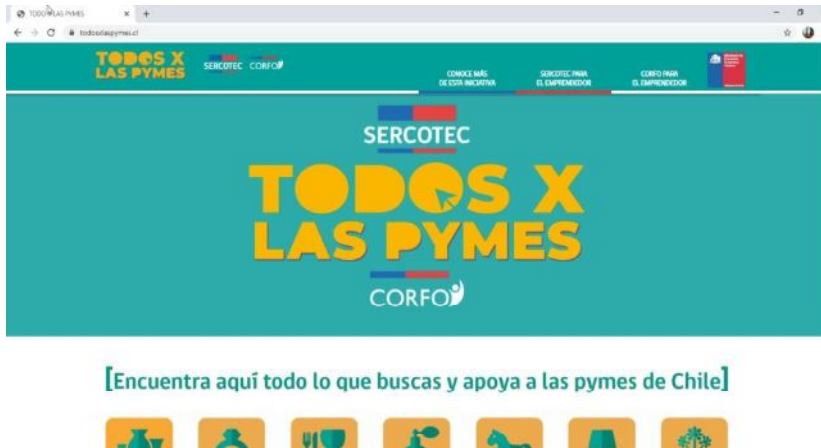 TODO X LAS PYMES
todosxlaspymes.cl
TODOS X
LAS PYMES
SERCOTEC CORFO
CONOCE MÁS
DE ESTA INICIATIVA
SERCOTEC PARA
EL EMPRENDEDOR
CORFO PARA
EL EMPRENDEDOR
SERCOTEC
TODOS X
LAS PYMES
CORFO
[Encuentra aquí todo lo que buscas y apoya a las pymes de Chile]